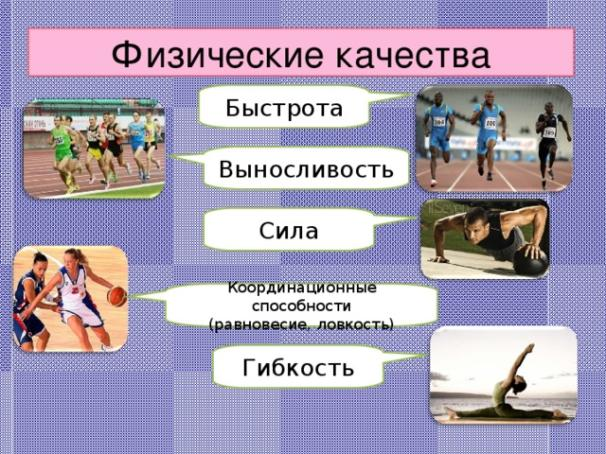 Физические качества
Быстрота
Выносливость
Сила
Координационные
способности
(равновесие, ловкость)
Гибкость